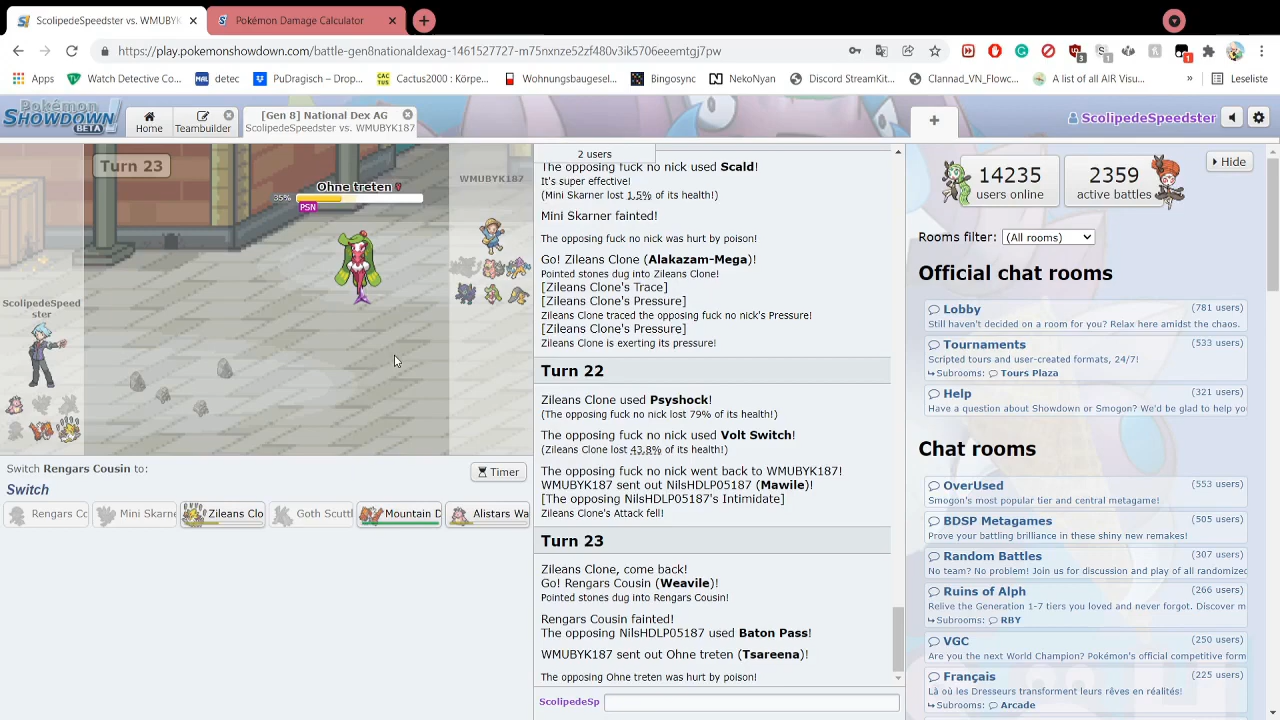 ScolipedeSpeedster vs. WMUBYK
Pokémon Damage Calculator
https://play.pokemonshowdown.com/battle-gen8nationaldexag-1461527727-m75nxnze52zf480v3ik5706eeemtgj7pw
Apps
Watch Detective Co...
detec
PuDragisch – Drop...
Cactus2000 : Körpe...
Wohnungsbaugesel...
Bingosync
NekoNyan
Discord StreamKit...
Clannad_VN_Flowc...
A list of all AIR Visu...
»
Leseliste
Pokémon
SHOWDOWN
BETA
Home
Teambuilder
[Gen 8] National Dex AG
ScolipedeSpeedster vs. WMUBYK187
ScolipedeSpeedster
14235
users online
2359
active battles
Hide
Rooms filter:
(All rooms)
Official chat rooms
Lobby
(781 users)
Still haven't decided on a room for you? Relax here amidst the chaos.
Tournaments
(533 users)
Scripted tours and user-created formats, 24/7!
Subrooms: Tours Plaza
Help
(321 users)
Have a question about Showdown or Smogon? We'd be glad to help yo
Chat rooms
OverUsed
(553 users)
Smogon's most popular tier and central metagame!
BDSP Metagames
(505 users)
Prove your battling brilliance in these shiny new remakes!
Random Battles
(307 users)
No team? No problem! Join us for discussion and play of all randomized
Ruins of Alph
(266 users)
Relive the Generation 1-7 tiers you loved and never forgot. Discover m
Subrooms: RBY
VGC
(250 users)
Are you the next World Champion? Pokémon's official competitive form
Français
(225 users)
Là où les Dresseurs transforment leurs rêves en réalités!
Subrooms: Arcade
Turn 23
Ohne treten
35%
PSN
WMUBYK187
ScolipedeSpeed
ster
Switch Rengars Cousin to:
Timer
Switch
Rengars Co
Mini Skarne
Zileans Clo
Goth Scuttl
Mountain D
Alistars Wa
2 users
The opposing fuck no nick used Scald!
It's super effective!
(Mini Skarner lost 1.5% of its health!)
Mini Skarner fainted!
The opposing fuck no nick was hurt by poison!
Go! Zileans Clone (Alakazam-Mega)!
Pointed stones dug into Zileans Clone!
[Zileans Clone's Trace]
[Zileans Clone's Pressure]
Zileans Clone traced the opposing fuck no nick's Pressure!
[Zileans Clone's Pressure]
Zileans Clone is exerting its pressure!
Turn 22
Zileans Clone used Psyshock!
(The opposing fuck no nick lost 79% of its health!)
The opposing fuck no nick used Volt Switch!
(Zileans Clone lost 43.8% of its health!)
The opposing fuck no nick went back to WMUBYK187!
WMUBYK187 sent out NilsHDLP05187 (Mawile)!
[The opposing NilsHDLP05187's Intimidate]
Zileans Clone's Attack fell!
Turn 23
Zileans Clone, come back!
Go! Rengars Cousin (Weavile)!
Pointed stones dug into Rengars Cousin!
Rengars Cousin fainted!
The opposing NilsHDLP05187 used Baton Pass!
WMUBYK187 sent out Ohne treten (Tsareena)!
The opposing Ohne treten was hurt by poison!
ScolipedeSp